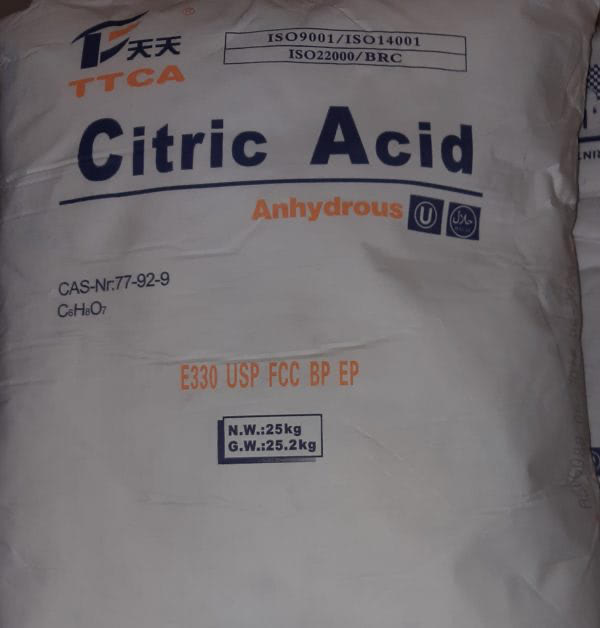 天天 ®
TTCA
ISO9001/ISO14001
ISO22000/BRC
Citric Acid
Anhydrous U حلال
CAS-Nr:77-92-9
C₆H₈O₇
E330 USP FCC BP EP
N.W.:25kg
G.W.:25.2kg